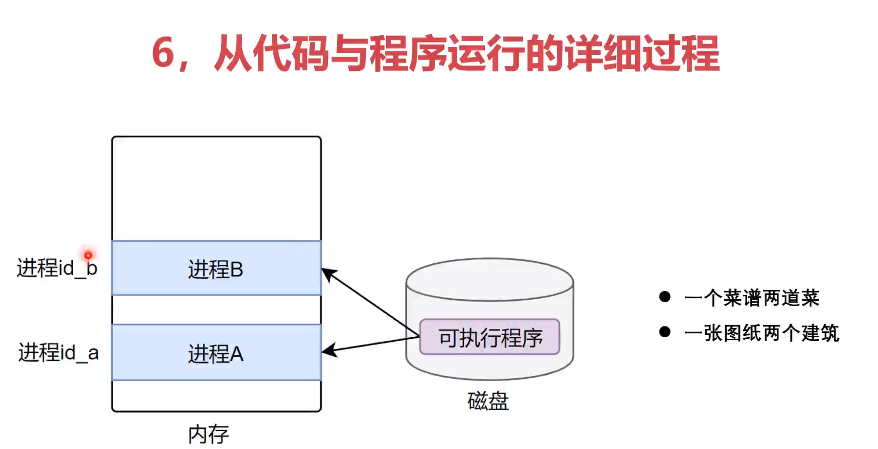 6，从代码与程序运行的详细过程
进程id_b
进程B
进程id_a
进程A
内存
可执行程序
磁盘
● 一个菜谱两道菜
● 一张图纸两个建筑